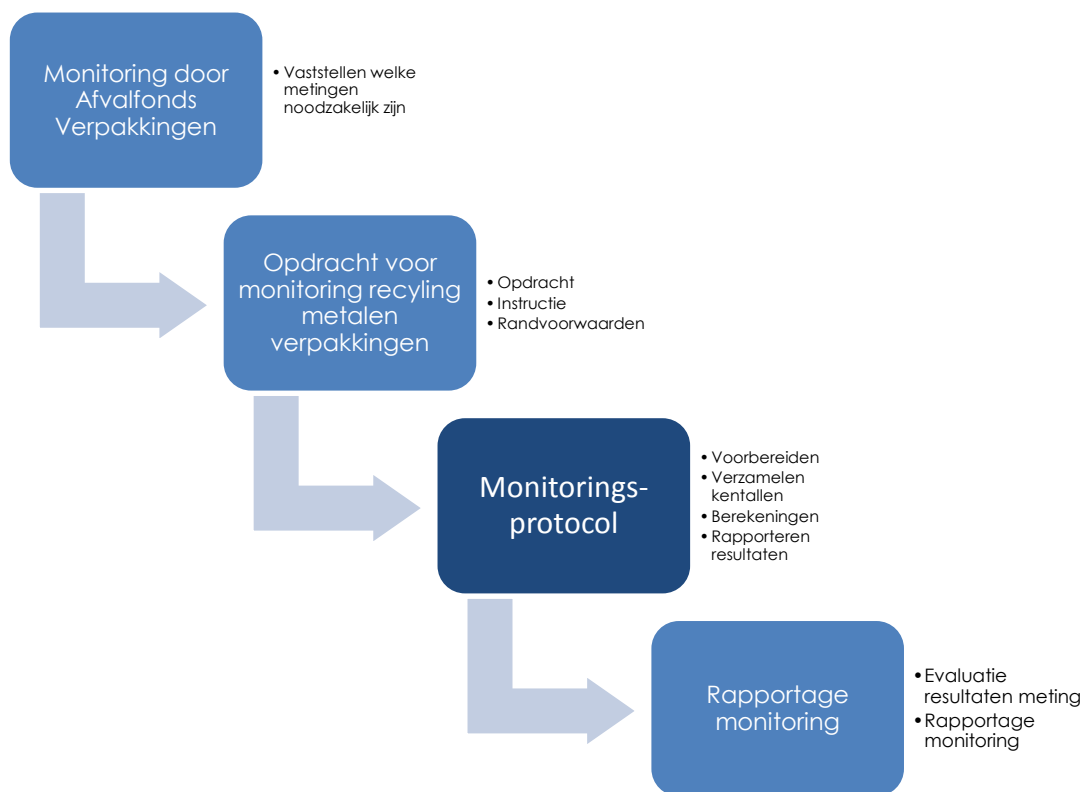 Monitoring door
Afvalfonds
Verpakkingen
• Vaststellen welke
metingen
noodzakelijk zijn
Opdracht voor
monitoring recyling
metalen
verpakkingen
• Opdracht
• Instructie
• Randvoorwaarden
Monitorings-
protocol
• Voorbereiden
• Verzamelen
kentallen
• Berekeningen
• Rapporteren
resultaten
Rapportage
monitoring
• Evaluatie
resultaten meting
• Rapportage
monitoring